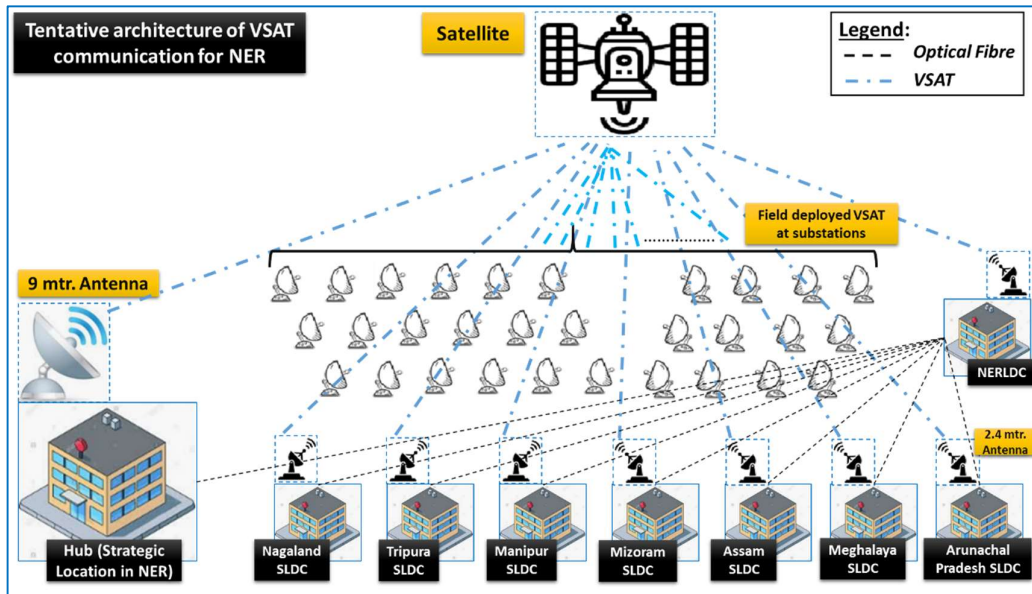 Tentative architecture of VSAT
communication for NER
Satellite
Legend:
Optical Fibre
VSAT
Field deployed VSAT
at substations
9 mtr. Antenna
NERLDC
2.4 mtr.
Antenna
Hub (Strategic
Location in NER)
Nagaland
SLDC
Tripura
SLDC
Manipur
SLDC
Mizoram
SLDC
Assam
SLDC
Meghalaya
SLDC
Arunachal
Pradesh SLDC